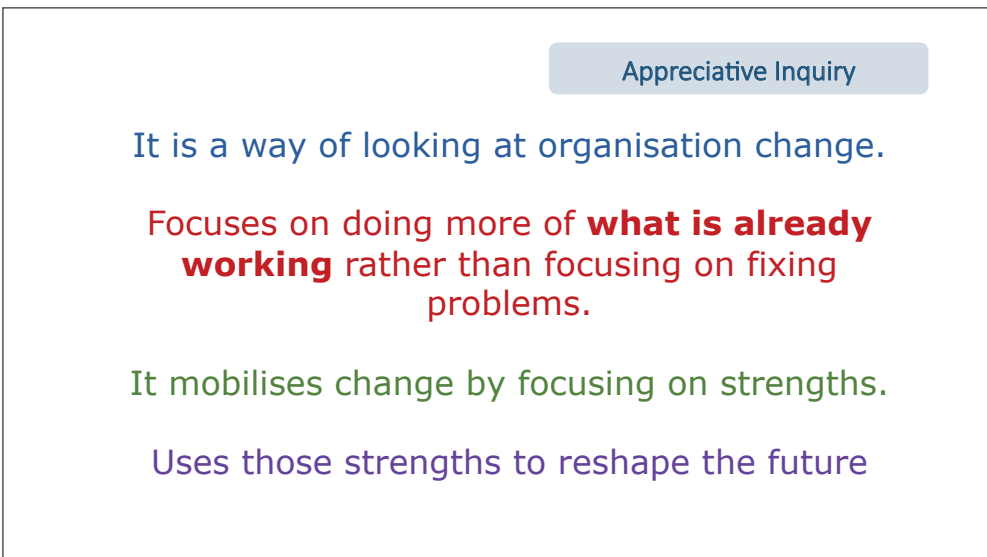 Appreciative Inquiry
It is a way of looking at organisation change.
Focuses on doing more of what is already
working rather than focusing on fixing
problems.
It mobilises change by focusing on strengths.
Uses those strengths to reshape the future